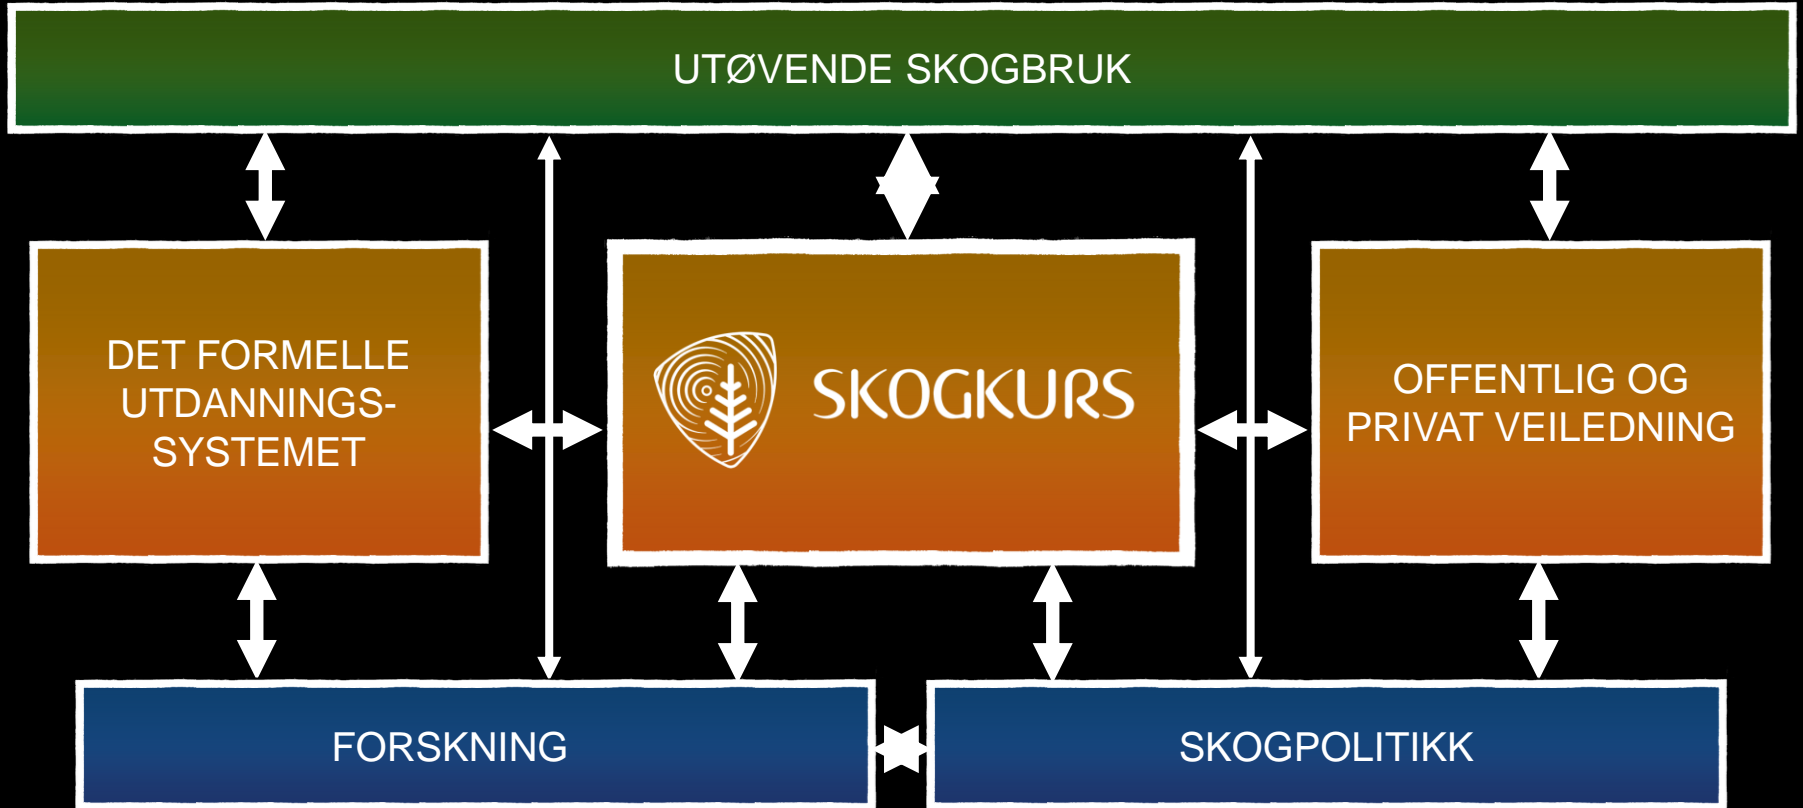 UTØVENDE SKOGBRUK
DET FORMELLE
UTDANNINGS-
SYSTEMET
SKOGKURS
OFFENTLIG OG
PRIVAT VEILEDNING
FORSKNING
SKOGPOLITIKK